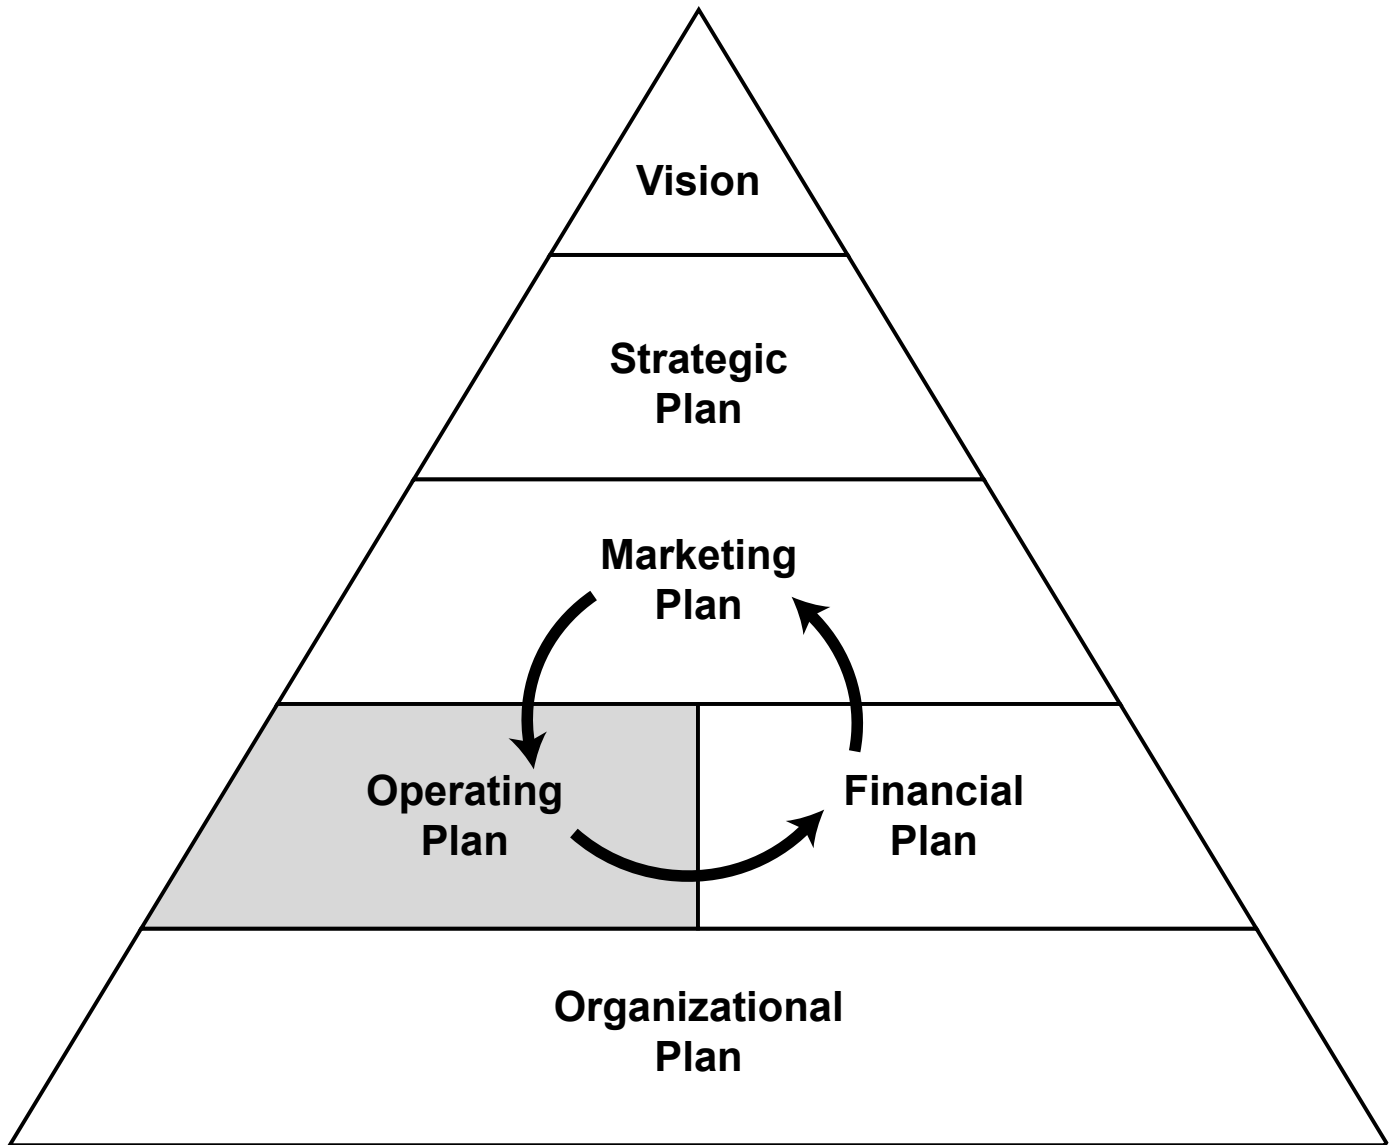 Vision
Strategic
Plan
Marketing
Plan
Operating
Plan
Financial
Plan
Organizational
Plan